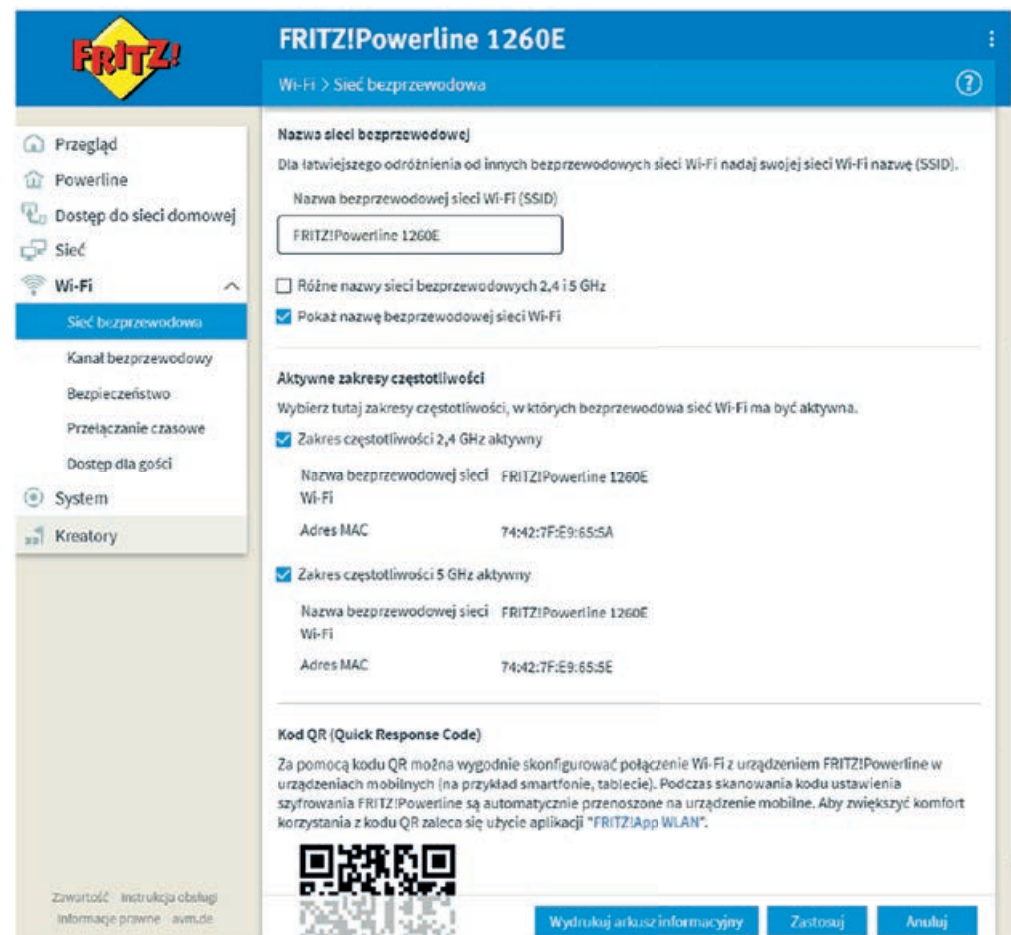 FRITZ!
FRITZ!Powerline 1260E
Wi-Fi > Sieć bezprzewodowa
?
Przegląd
Powerline
Dostęp do sieci domowej
Sieć
Wi-Fi
Sieć bezprzewodowa
Kanał bezprzewodowy
Bezpieczeństwo
Przełączanie czasowe
Dostęp dla gości
System
Kreatory
Zawartość Instrukcja obsługi
Informacje prawne avm.de
Nazwa sieci bezprzewodowej
Dla łatwiejszego odróżnienia od innych bezprzewodowych sieci Wi-Fi nadaj swojej sieci Wi-Fi nazwę (SSID).
Nazwa bezprzewodowej sieci Wi-Fi (SSID)
FRITZ!Powerline 1260E
Różne nazwy sieci bezprzewodowych 2,4 i 5 GHz
Pokaż nazwę bezprzewodowej sieci Wi-Fi
Aktywne zakresy częstotliwości
Wybierz tutaj zakresy częstotliwości, w których bezprzewodowa sieć Wi-Fi ma być aktywna.
Zakres częstotliwości 2,4 GHz aktywny
Nazwa bezprzewodowej sieci FRITZ!Powerline 1260E
Wi-Fi
Adres MAC 74:42:7F:E9:65:5A
Zakres częstotliwości 5 GHz aktywny
Nazwa bezprzewodowej sieci FRITZ!Powerline 1260E
Wi-Fi
Adres MAC 74:42:7F:E9:65:5E
Kod QR (Quick Response Code)
Za pomocą kodu QR można wygodnie skonfigurować połączenie Wi-Fi z urządzeniem FRITZ!Powerline w
urządzeniach mobilnych (na przykład smartfonie, tablecie). Podczas skanowania kodu ustawienia
szyfrowania FRITZ!Powerline są automatycznie przenoszone na urządzenie mobilne. Aby zwiększyć komfort
korzystania z kodu QR zaleca się użycie aplikacji "FRITZ!App WLAN".
Wydrukuj arkusz informacyjny Zastosuj Anuluj